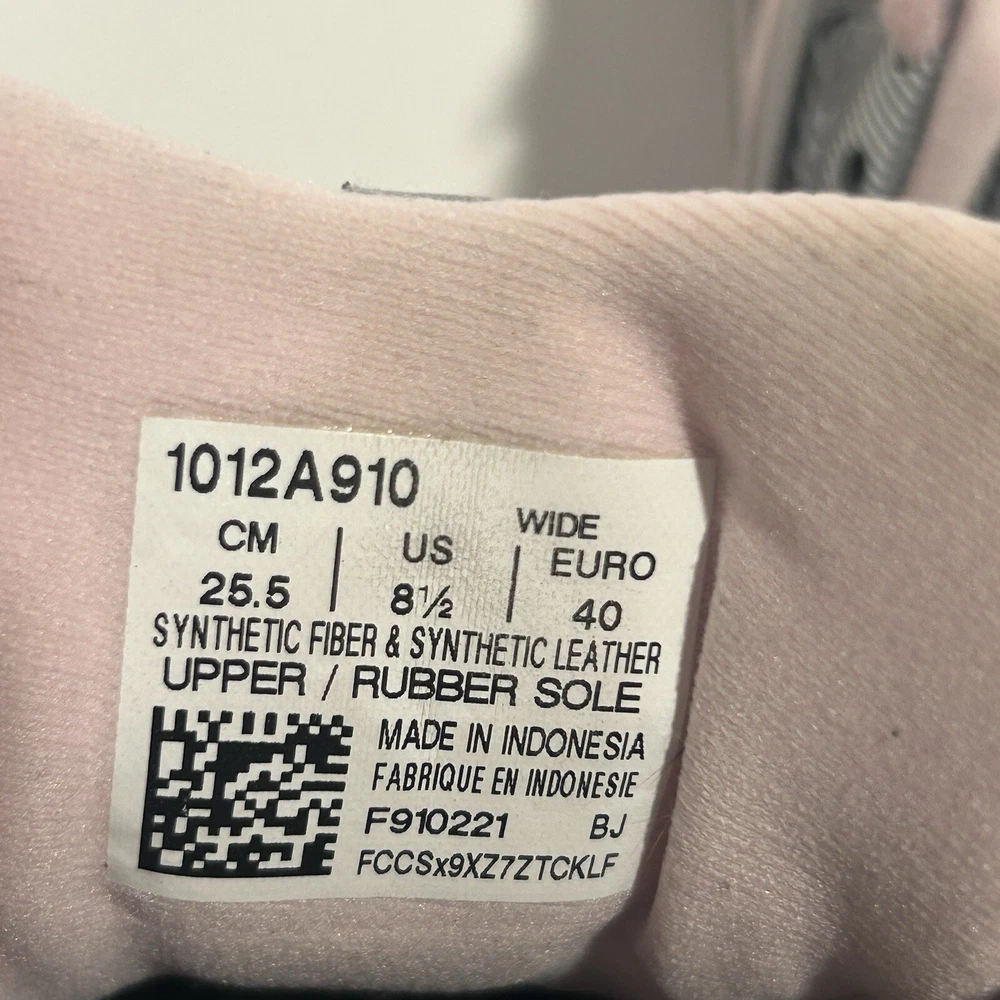 1012A910
WIDE
CM | US | EURO
25.5 8½ 40
SYNTHETIC FIBER & SYNTHETIC LEATHER
UPPER / RUBBER SOLE
MADE IN INDONESIA
FABRIQUE EN INDONESIE
F910221 BJ
FCCSx9XZ7ZTCKLF